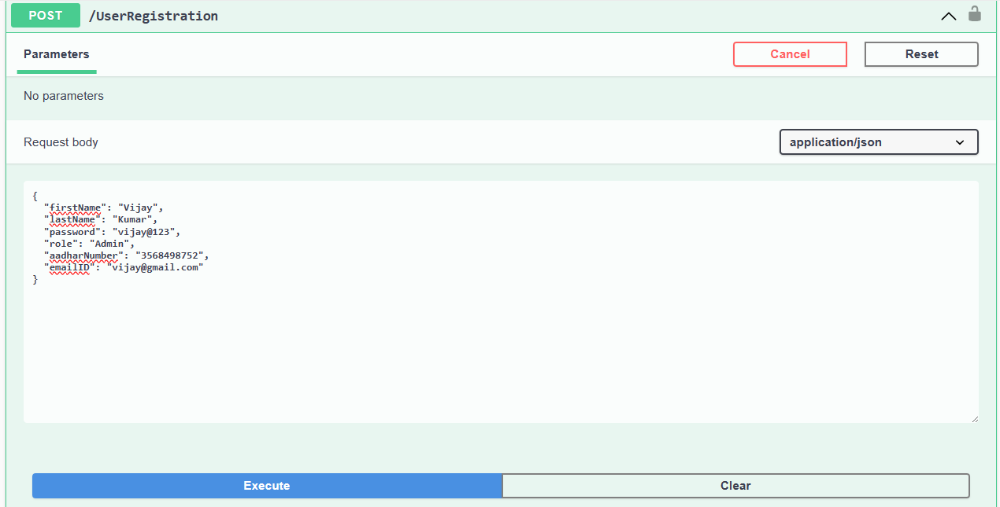 POST /UserRegistration
Parameters
Cancel
Reset
No parameters
Request body
application/json
{
  "firstName": "Vijay",
  "lastName": "Kumar",
  "password": "vijay@123",
  "role": "Admin",
  "aadharNumber": "3568498752",
  "emailID": "vijay@gmail.com"
}
Execute
Clear